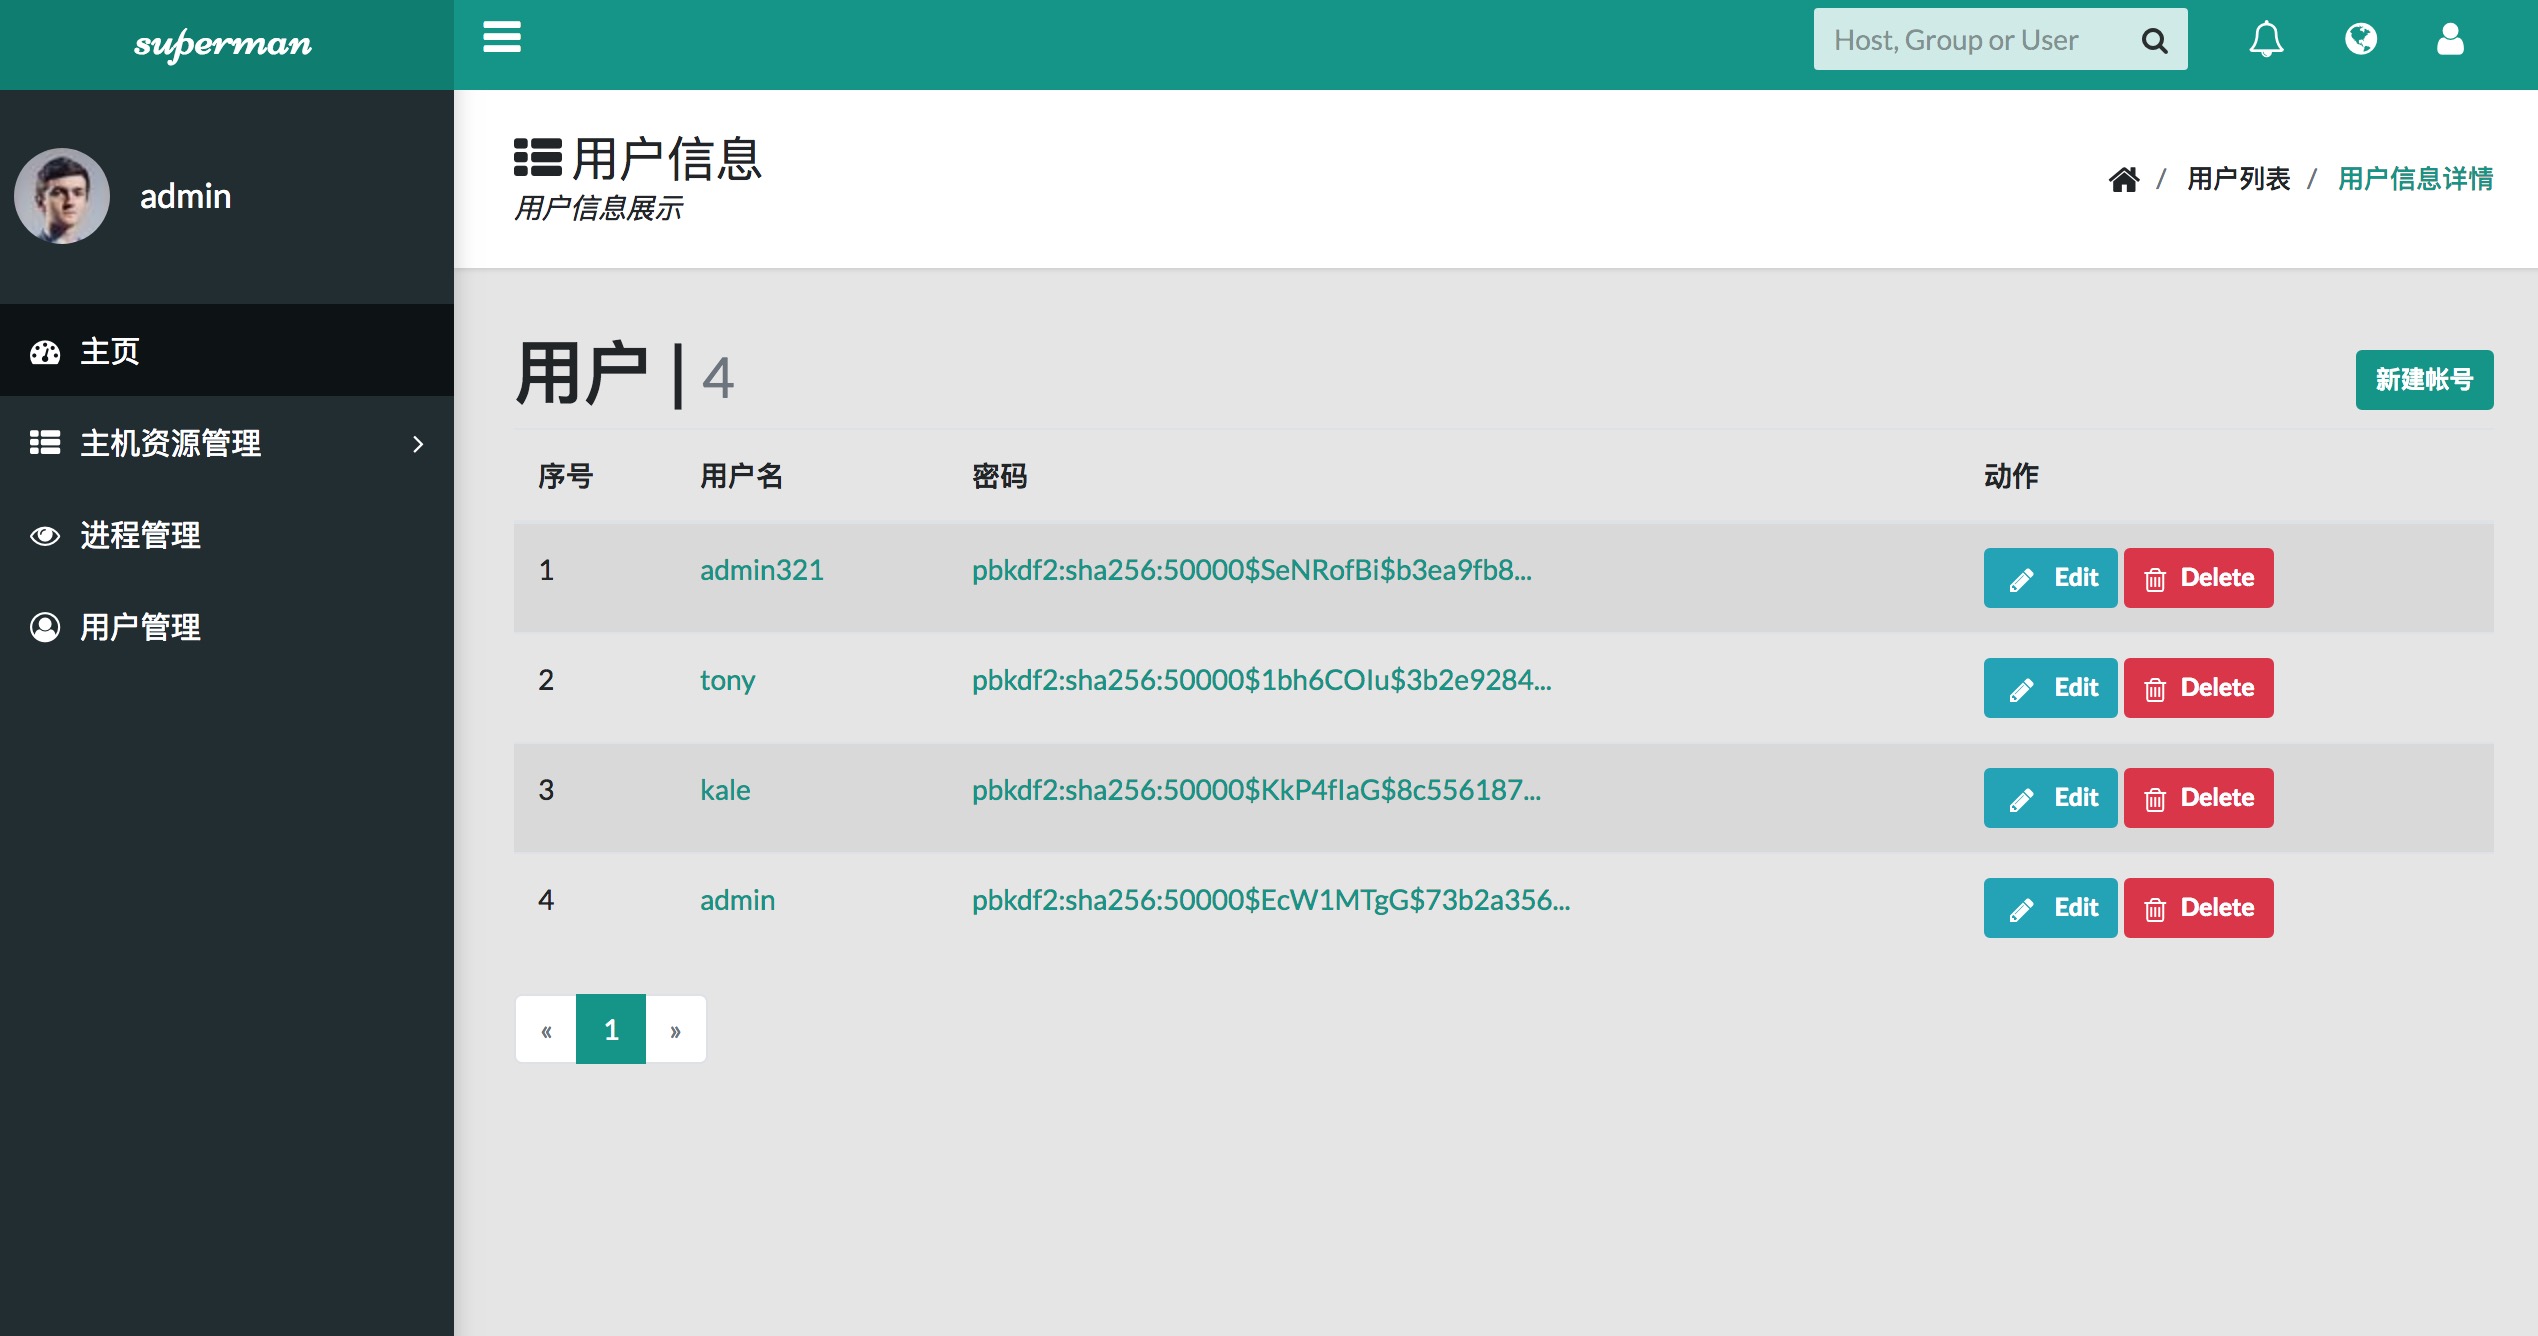 superman
Host, Group or User
admin
用户信息
用户信息展示
/ 用户列表 / 用户信息详情
主页
主机资源管理
进程管理
用户管理
用户 | 4
新建帐号
序号 用户名 密码 动作
1 admin321 pbkdf2:sha256:50000$SeNRofBi$b3ea9fb8... Edit Delete
2 tony pbkdf2:sha256:50000$1bh6COIu$3b2e9284... Edit Delete
3 kale pbkdf2:sha256:50000$KkP4fIaG$8c556187... Edit Delete
4 admin pbkdf2:sha256:50000$EcW1MTgG$73b2a356... Edit Delete
« 1 »